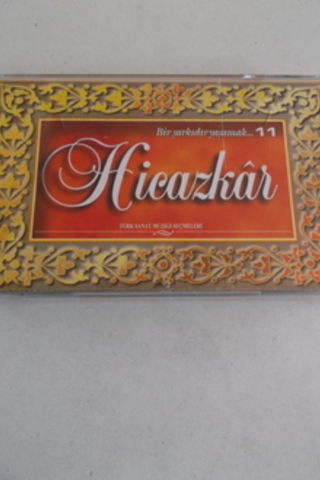 Bir şarkıdır yaşamak... 11
Hicazkâr
TÜRK SANAT MÜZİĞİ SEÇMELERİ